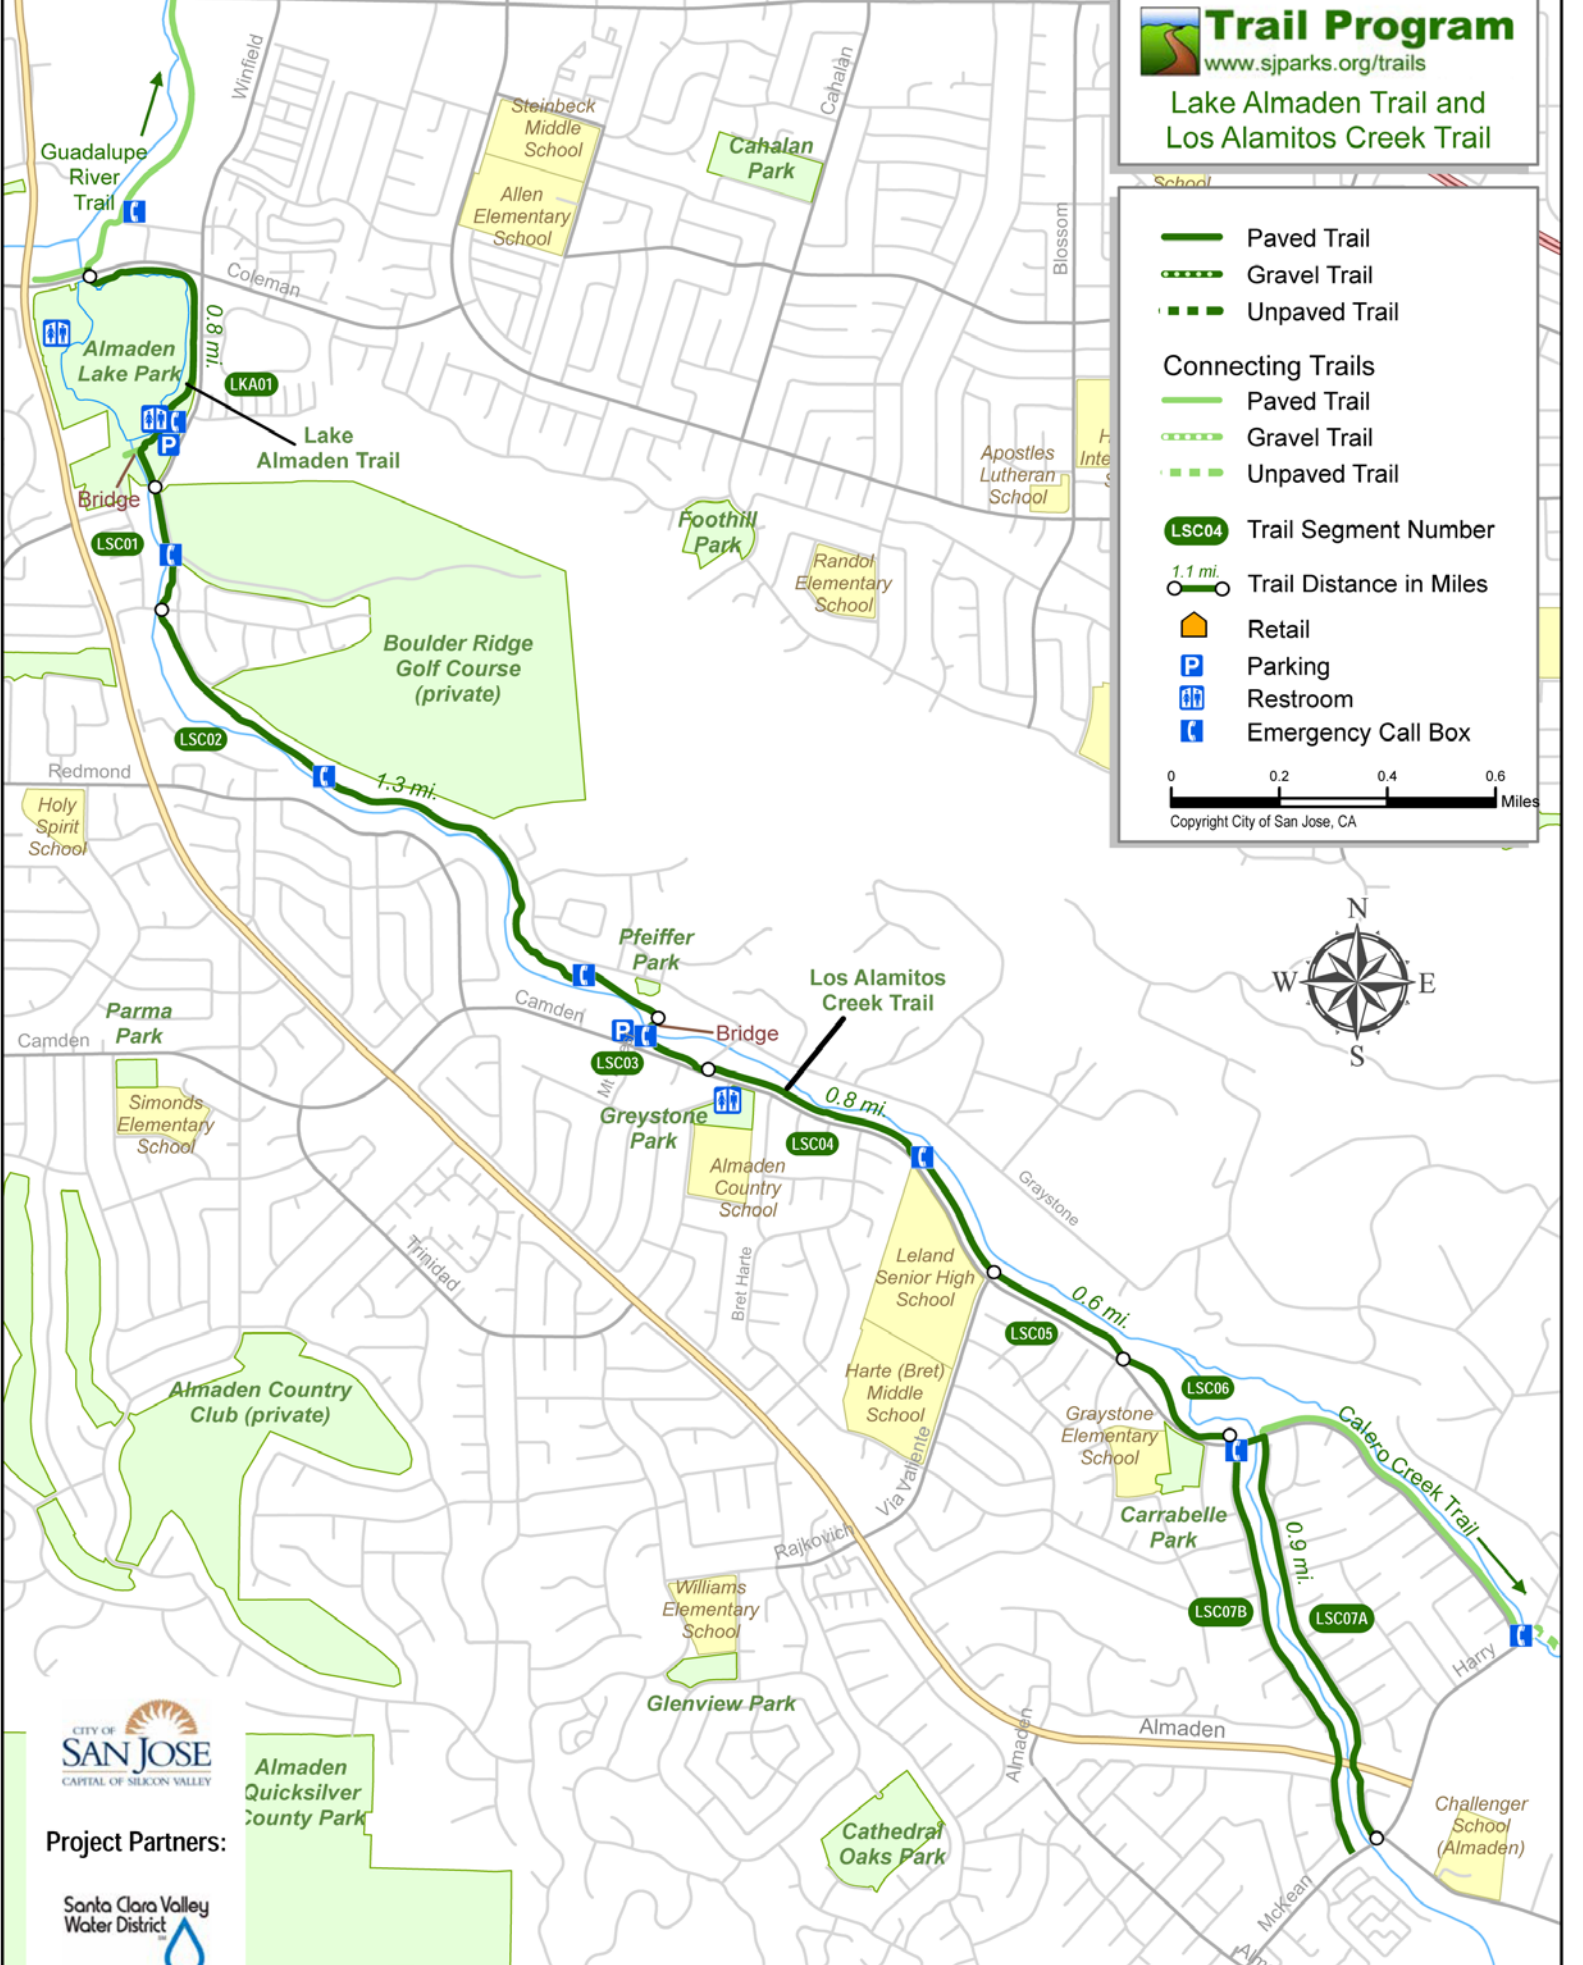 Trail Program
www.sjparks.org/trails
Lake Almaden Trail and
Los Alamitos Creek Trail
School
Paved Trail
Gravel Trail
Unpaved Trail
Connecting Trails
Paved Trail
Gravel Trail
Unpaved Trail
LSC04 Trail Segment Number
1.1 mi.
Trail Distance in Miles
Retail
P Parking
Restroom
Emergency Call Box
0 0.2 0.4 0.6
Miles
Copyright City of San Jose, CA
N
W E
S
Winfield
Cahalan
Steinbeck
Middle
School
Allen
Elementary
School
Cahalan
Park
Guadalupe
River
Trail
Blossom
Coleman
0.8 mi.
Almaden
Lake Park
LKA01
Lake
Almaden Trail
P
Bridge
LSC01
Apostles
Lutheran
School
H
Inte
S
Foothill
Park
Randol
Elementary
School
Boulder Ridge
Golf Course
(private)
LSC02
Redmond
1.3 mi.
Holy
Spirit
School
Pfeiffer
Park
Los Alamitos
Creek Trail
Camden
Parma
Park
Camden
P
Bridge
LSC03
Mt
Simonds
Elementary
School
Greystone
Park
0.8 mi.
LSC04
Almaden
Country
School
Graystone
Trinidad
Bret Harte
Leland
Senior High
School
0.6 mi.
LSC05
Harte (Bret)
Middle
School
LSC06
Almaden Country
Club (private)
Graystone
Elementary
School
Calero Creek Trail
Via Valiente
Carrabelle
Park
Rajkovich
0.9 mi.
Williams
Elementary
School
LSC07B
LSC07A
Harry
Glenview Park
Almaden
Almaden
CITY OF
SAN JOSE
CAPITAL OF SILICON VALLEY
Almaden
Quicksilver
County Park
Project Partners:
Cathedral
Oaks Park
Challenger
School
(Almaden)
McKean
Alm
Santa Clara Valley
Water District